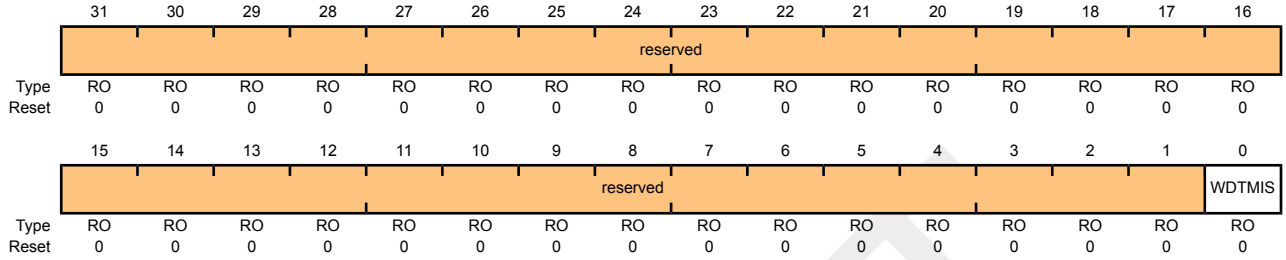 31 30 29 28 27 26 25 24 23 22 21 20 19 18 17 16
reserved
Type RO RO RO RO RO RO RO RO RO RO RO RO RO RO RO RO
Reset 0 0 0 0 0 0 0 0 0 0 0 0 0 0 0 0
15 14 13 12 11 10 9 8 7 6 5 4 3 2 1 0
reserved WDTMIS
Type RO RO RO RO RO RO RO RO RO RO RO RO RO RO RO RO
Reset 0 0 0 0 0 0 0 0 0 0 0 0 0 0 0 0